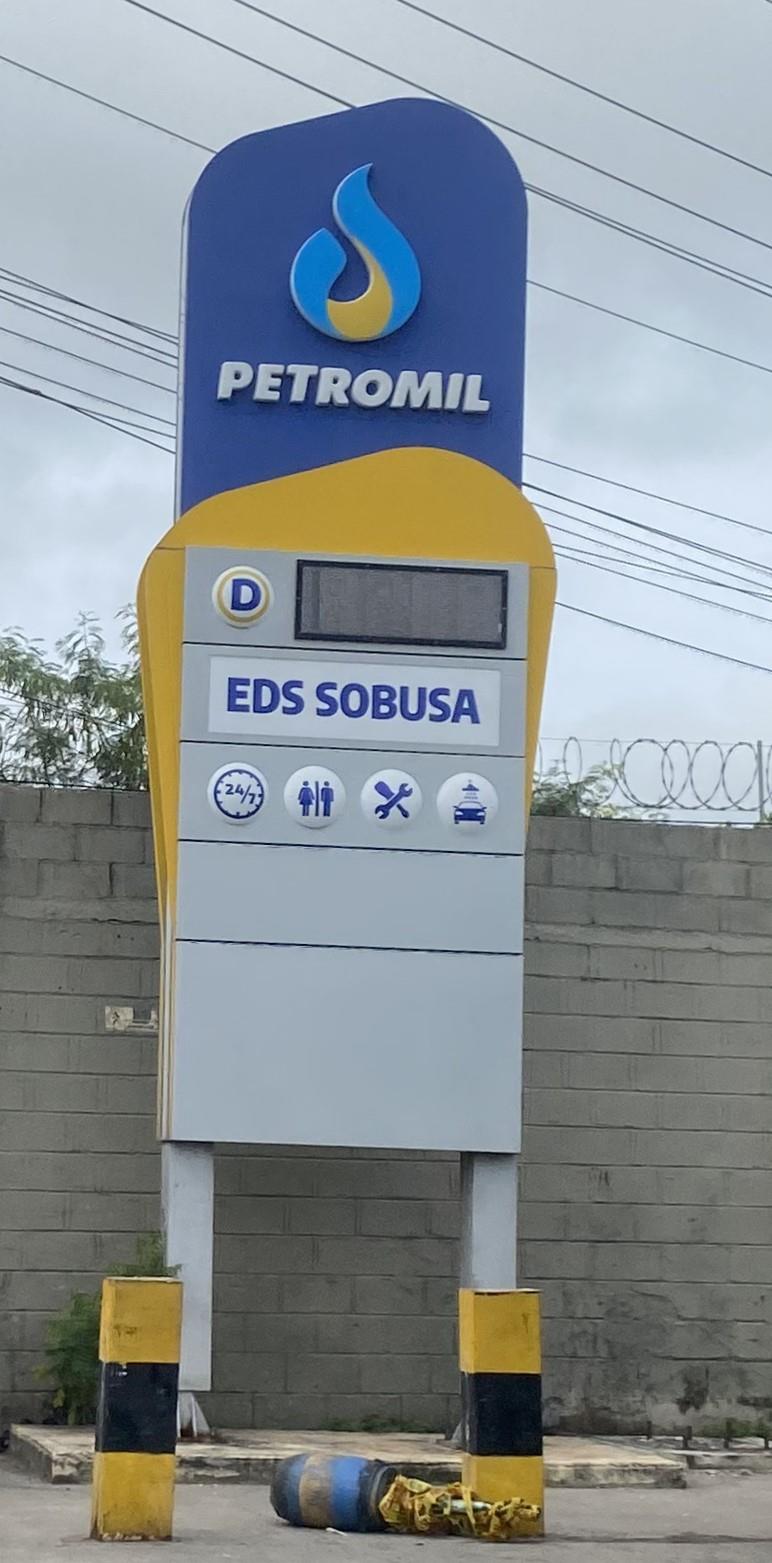 PETROMIL
D
EDS SOBUSA
24/7